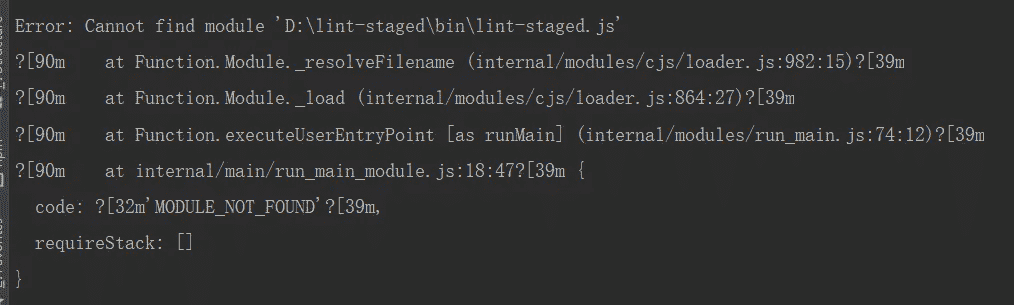 Error: Cannot find module 'D:\lint-staged\bin\lint-staged.js'
?[90m    at Function.Module._resolveFilename (internal/modules/cjs/loader.js:982:15)?[39m
?[90m    at Function.Module._load (internal/modules/cjs/loader.js:864:27)?[39m
?[90m    at Function.executeUserEntryPoint [as runMain] (internal/modules/run_main.js:74:12)?[39m
?[90m    at internal/main/run_main_module.js:18:47?[39m {
  code: ?[32m'MODULE_NOT_FOUND'?[39m,
  requireStack: []
}